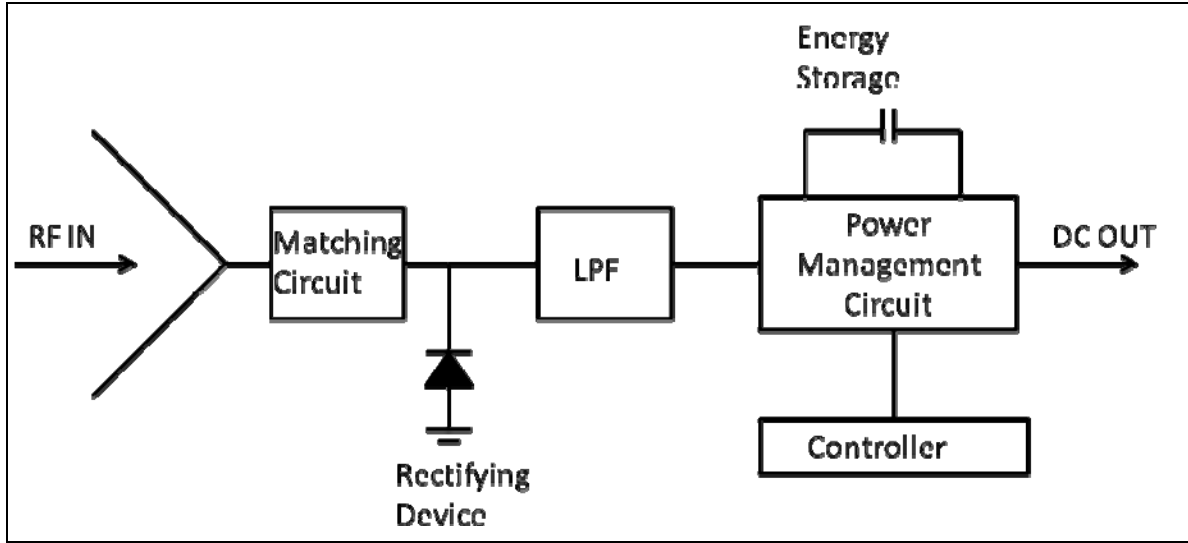 Energy
Storage
RF IN
Matching
Circuit
LPF
Power
Management
Circuit
DC OUT
Controller
Rectifying
Device